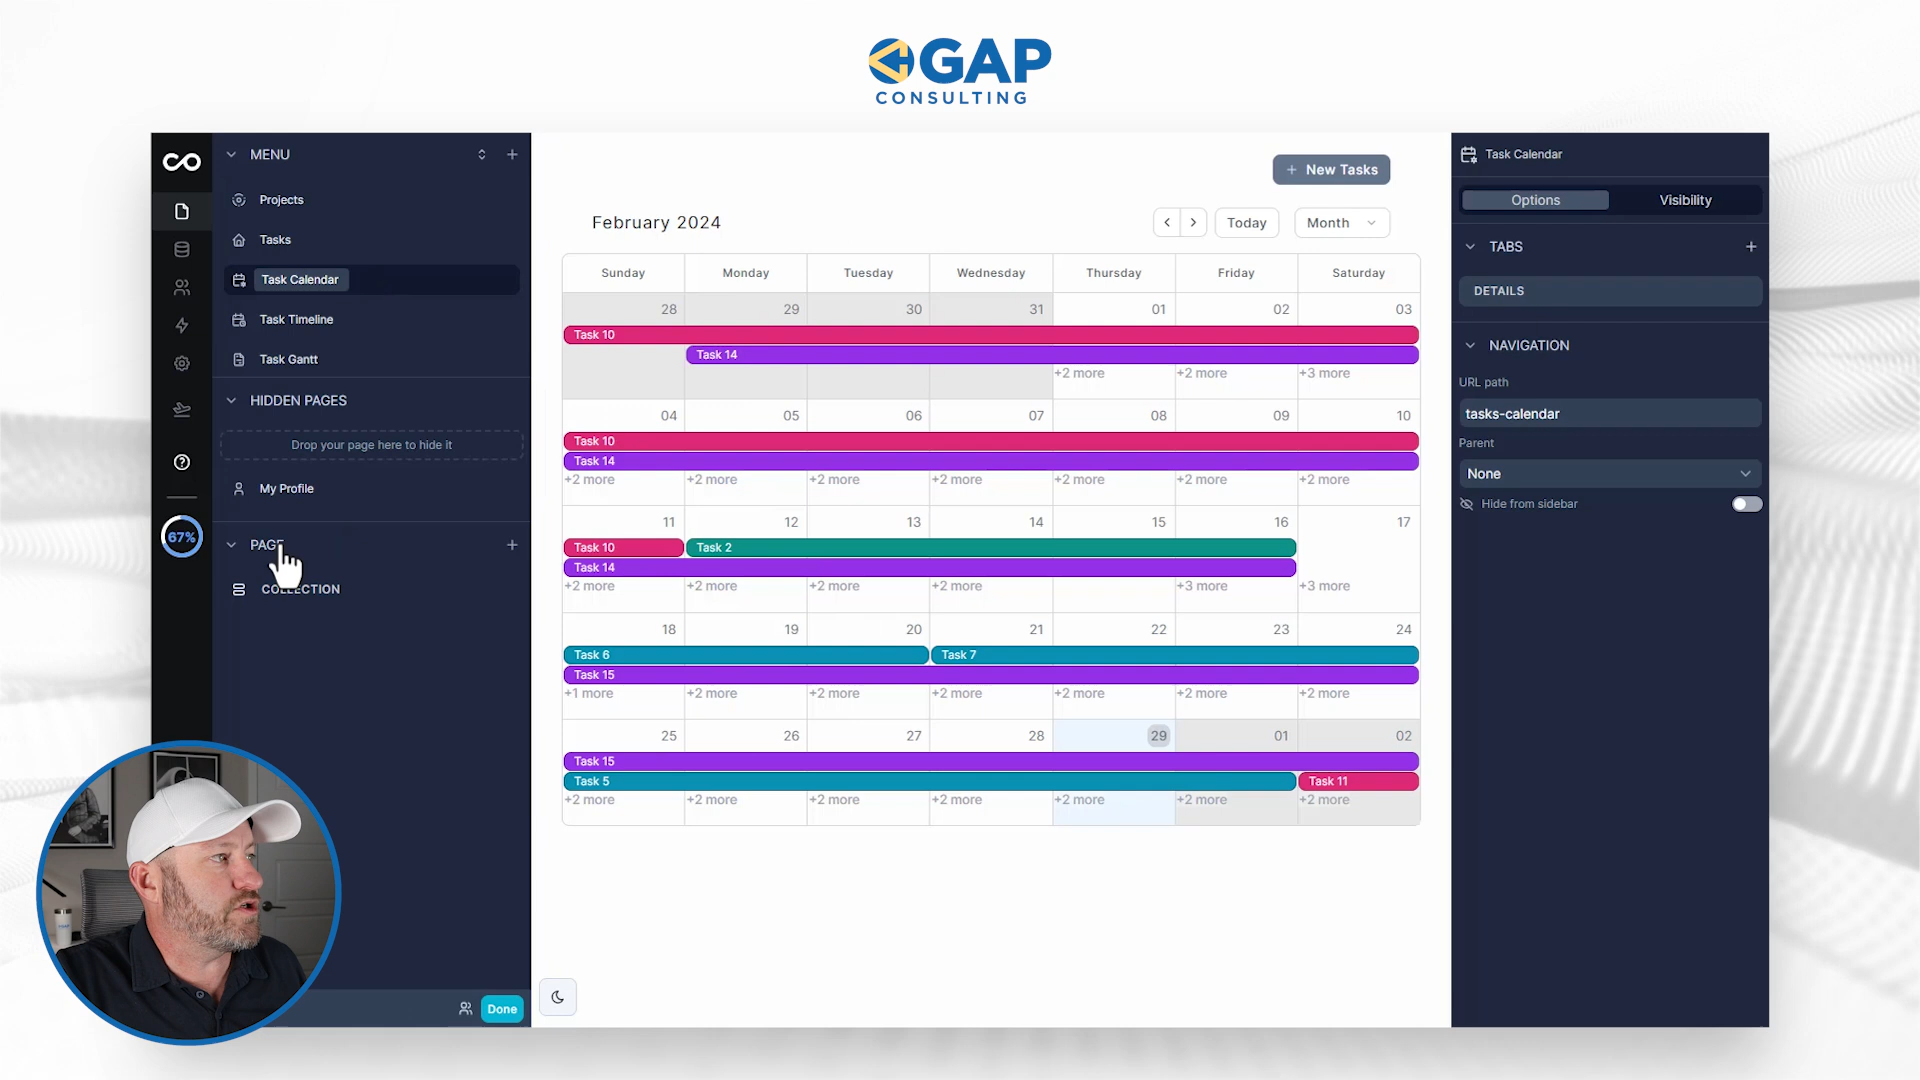 GAP
CONSULTING
MENU
Projects
Tasks
Task Calendar
Task Timeline
Task Gantt
HIDDEN PAGES
Drop your page here to hide it
My Profile
67%
PAGE
COLLECTION
Done
New Tasks
February 2024
Today
Month
Sunday Monday Tuesday Wednesday Thursday Friday Saturday
28 29 30 31 01 02 03
Task 10
Task 14
+2 more +2 more +3 more
04 05 06 07 08 09 10
Task 10
Task 14
+2 more +2 more +2 more +2 more +2 more +2 more +2 more
11 12 13 14 15 16 17
Task 10 Task 2
Task 14
+2 more +2 more +2 more +2 more +3 more +3 more
18 19 20 21 22 23 24
Task 6 Task 7
Task 15
+1 more +2 more +2 more +2 more +2 more +2 more +2 more
25 26 27 28 29 01 02
Task 15
Task 5 Task 11
+2 more +2 more +2 more +2 more +2 more +2 more +2 more
Task Calendar
Options Visibility
TABS
DETAILS
NAVIGATION
URL path
tasks-calendar
Parent
None
Hide from sidebar